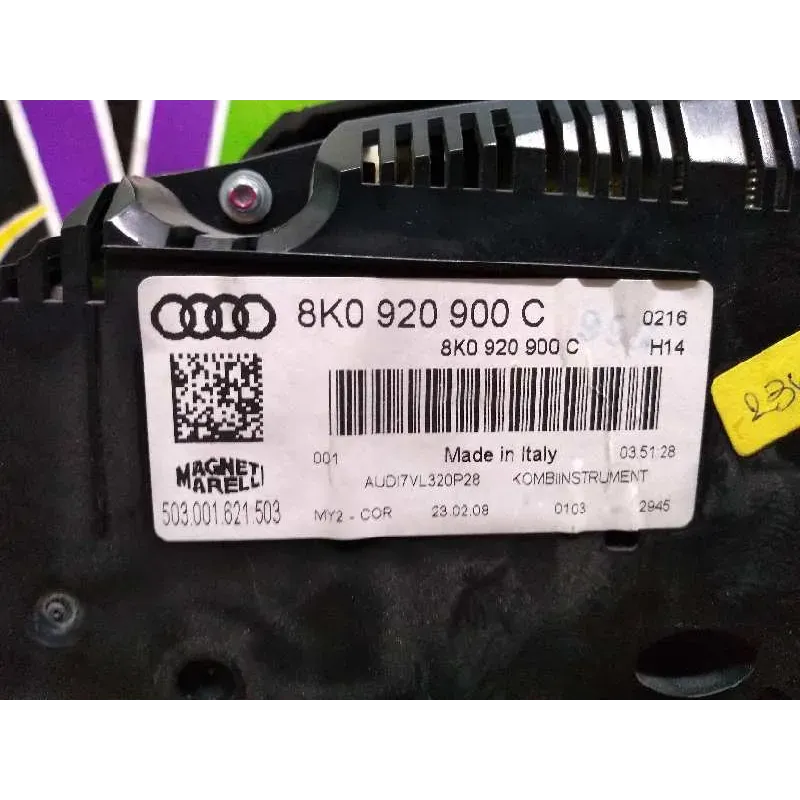 8K0 920 900 C
0216
8K0 920 900 C
H14
001
Made in Italy
03.51.28
AUDI7VL320P28
KOMBIINSTRUMENT
MAGNETI
MARELLI
503.001.621.503
MY2 - COR
23.02.09
0103
2945